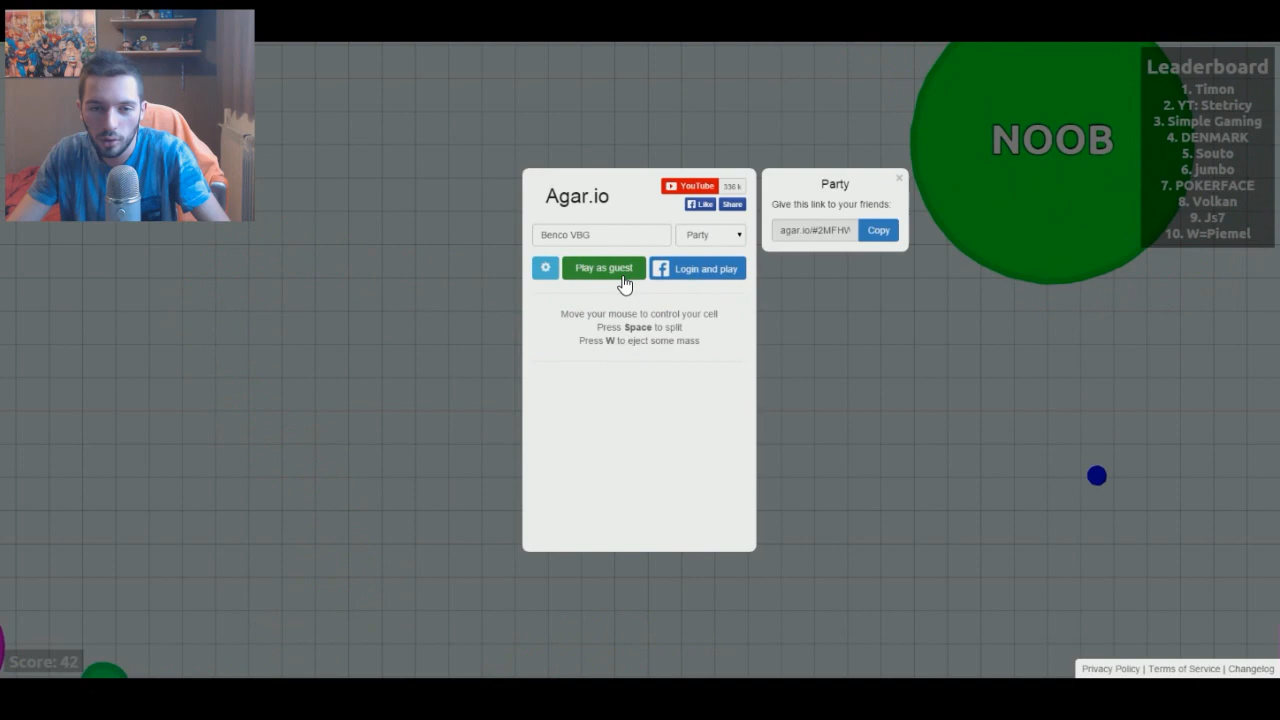 Leaderboard
1. Timon
2. YT: Stetricy
3. Simple Gaming
4. DENMARK
5. Souto
6. jumbo
7. POKERFACE
8. Volkan
9. Js7
10. W=Piemel
NOOB
Agar.io
YouTube 336 k
Like Share
Benco VBG
Party
Play as guest
Login and play
Move your mouse to control your cell
Press Space to split
Press W to eject some mass
Party
×
Give this link to your friends:
agar.io/#2MFHV
Copy
Score: 42
Privacy Policy | Terms of Service | Changelog